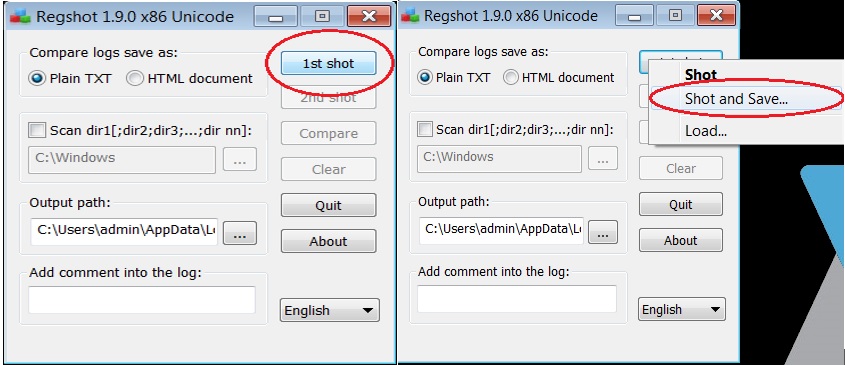 Regshot 1.9.0 x86 Unicode
Compare logs save as:
Plain TXT
HTML document
1st shot
2nd shot
Scan dir1[;dir2;dir3;...;dir nn]:
Compare
C:\Windows
...
Clear
Output path:
Quit
C:\Users\admin\AppData\L
...
About
Add comment into the log:
English
Regshot 1.9.0 x86 Unicode
Compare logs save as:
Plain TXT
HTML document
Shot
Shot and Save...
Scan dir1[;dir2;dir3;...;dir nn]:
Load...
C:\Windows
...
Clear
Output path:
Quit
C:\Users\admin\AppData\L
...
About
Add comment into the log:
English